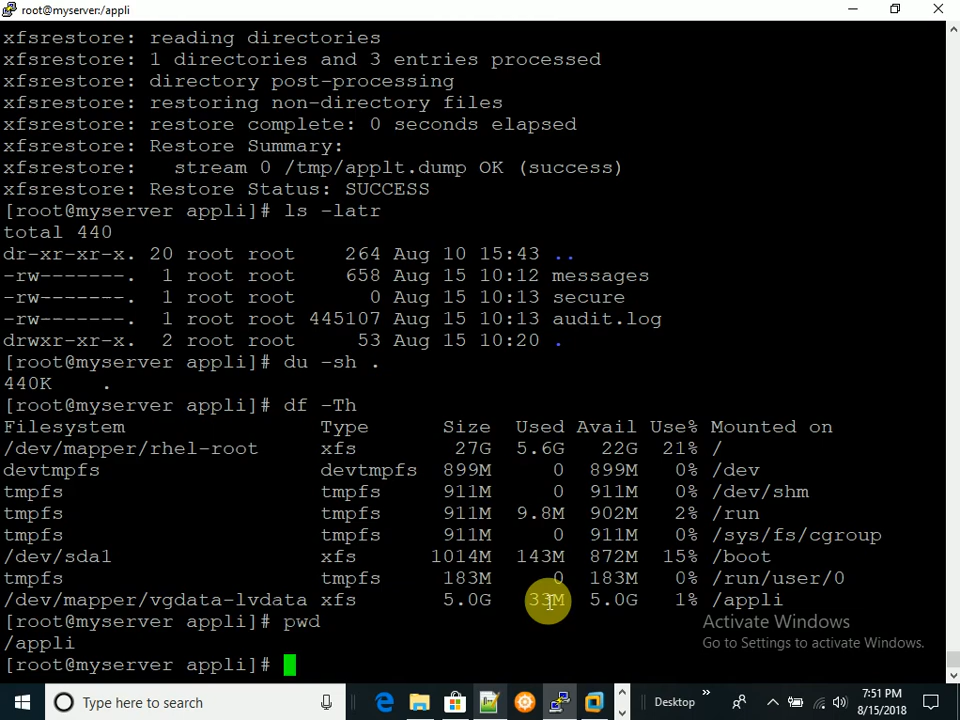 root@myserver:/appli
xfsrestore: reading directories
xfsrestore: 1 directories and 3 entries processed
xfsrestore: directory post-processing
xfsrestore: restoring non-directory files
xfsrestore: restore complete: 0 seconds elapsed
xfsrestore: Restore Summary:
xfsrestore:   stream 0 /tmp/applt.dump OK (success)
xfsrestore: Restore Status: SUCCESS
[root@myserver appli]# ls -latr
total 440
dr-xr-xr-x. 20 root root    264 Aug 10 15:43 ..
-rw-------.  1 root root    658 Aug 15 10:12 messages
-rw-------.  1 root root      0 Aug 15 10:13 secure
-rw-------.  1 root root 445107 Aug 15 10:13 audit.log
drwxr-xr-x.  2 root root     53 Aug 15 10:20 .
[root@myserver appli]# du -sh .
440K    .
[root@myserver appli]# df -Th
Filesystem                Type      Size  Used Avail Use% Mounted on
/dev/mapper/rhel-root     xfs        27G  5.6G   22G  21% /
devtmpfs                  devtmpfs  899M     0  899M   0% /dev
tmpfs                     tmpfs     911M     0  911M   0% /dev/shm
tmpfs                     tmpfs     911M  9.8M  902M   2% /run
tmpfs                     tmpfs     911M     0  911M   0% /sys/fs/cgroup
/dev/sda1                 xfs      1014M  143M  872M  15% /boot
tmpfs                     tmpfs     183M     0  183M   0% /run/user/0
/dev/mapper/vgdata-lvdata xfs       5.0G   33M  5.0G   1% /appli
[root@myserver appli]# pwd
/appli
[root@myserver appli]#
Activate Windows
Go to Settings to activate Windows.
Type here to search
Desktop
7:51 PM
8/15/2018